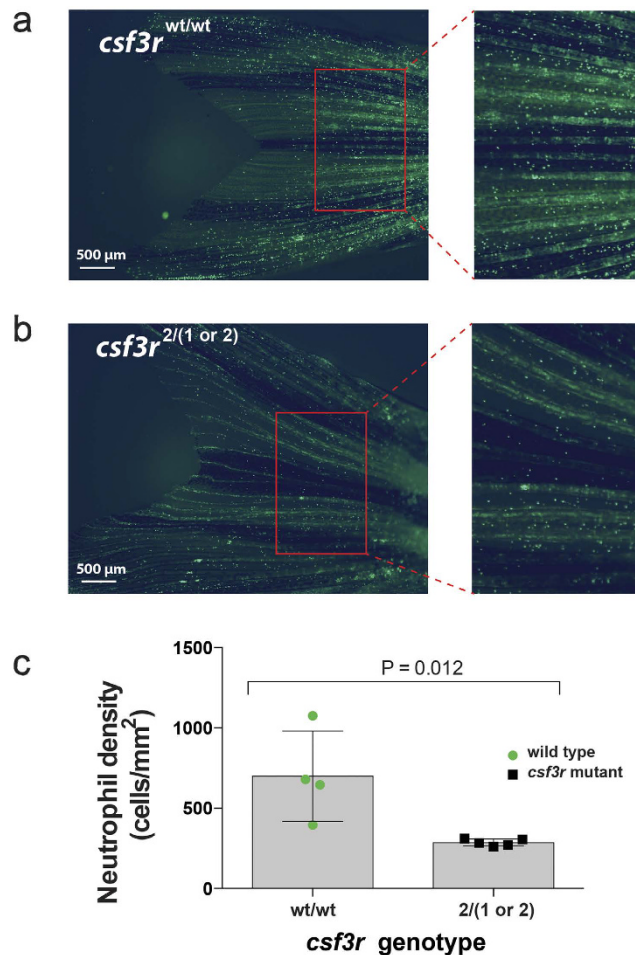 a
csf3r wt/wt
500 µm
b
csf3r 2/(1 or 2)
500 µm
c
Neutrophil density
(cells/mm2)
1500
1000
500
0
P = 0.012
wild type
csf3r mutant
wt/wt
2/(1 or 2)
csf3r genotype